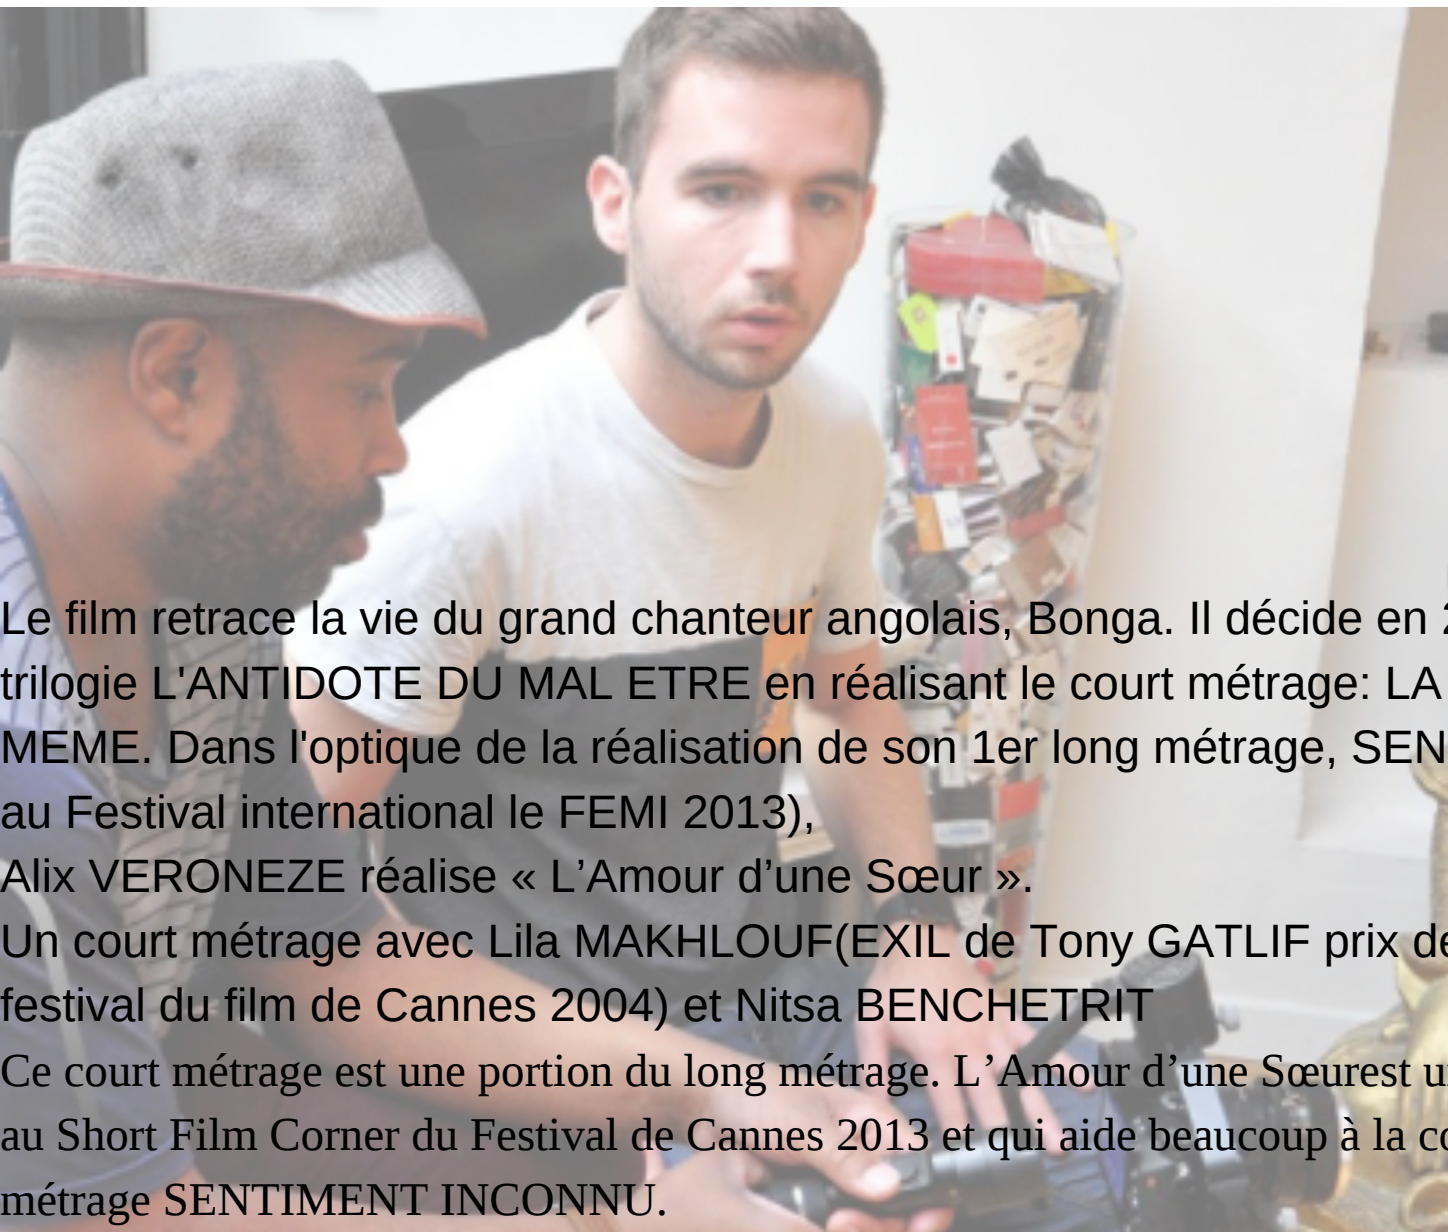 Le film retrace la vie du grand chanteur angolais, Bonga. Il décide en
trilogie L'ANTIDOTE DU MAL ETRE en réalisant le court métrage: LA
MEME. Dans l'optique de la réalisation de son 1er long métrage, SEN
au Festival international le FEMI 2013),
Alix VERONEZE réalise « L’Amour d’une Sœur ».
Un court métrage avec Lila MAKHLOUF(EXIL de Tony GATLIF prix de
festival du film de Cannes 2004) et Nitsa BENCHETRIT
Ce court métrage est une portion du long métrage. L’Amour d’une Sœurest
au Short Film Corner du Festival de Cannes 2013 et qui aide beaucoup à la
métrage SENTIMENT INCONNU.